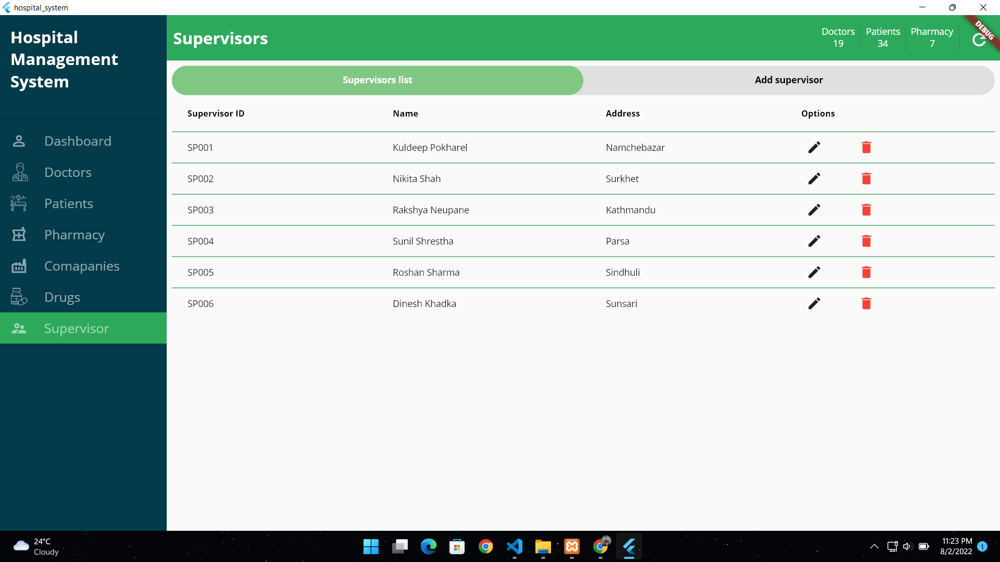 hospital_system
Hospital
Management
System
Supervisors
Doctors Patients Pharmacy
19 34 7
DEBUG
Supervisors list Add supervisor
Supervisor ID Name Address Options
SP001 Kuldeep Pokharel Namchebazar
SP002 Nikita Shah Surkhet
SP003 Rakshya Neupane Kathmandu
SP004 Sunil Shrestha Parsa
SP005 Roshan Sharma Sindhuli
SP006 Dinesh Khadka Sunsari
Dashboard
Doctors
Patients
Pharmacy
Comapanies
Drugs
Supervisor
24°C
Cloudy
11:23 PM
8/2/2022
1